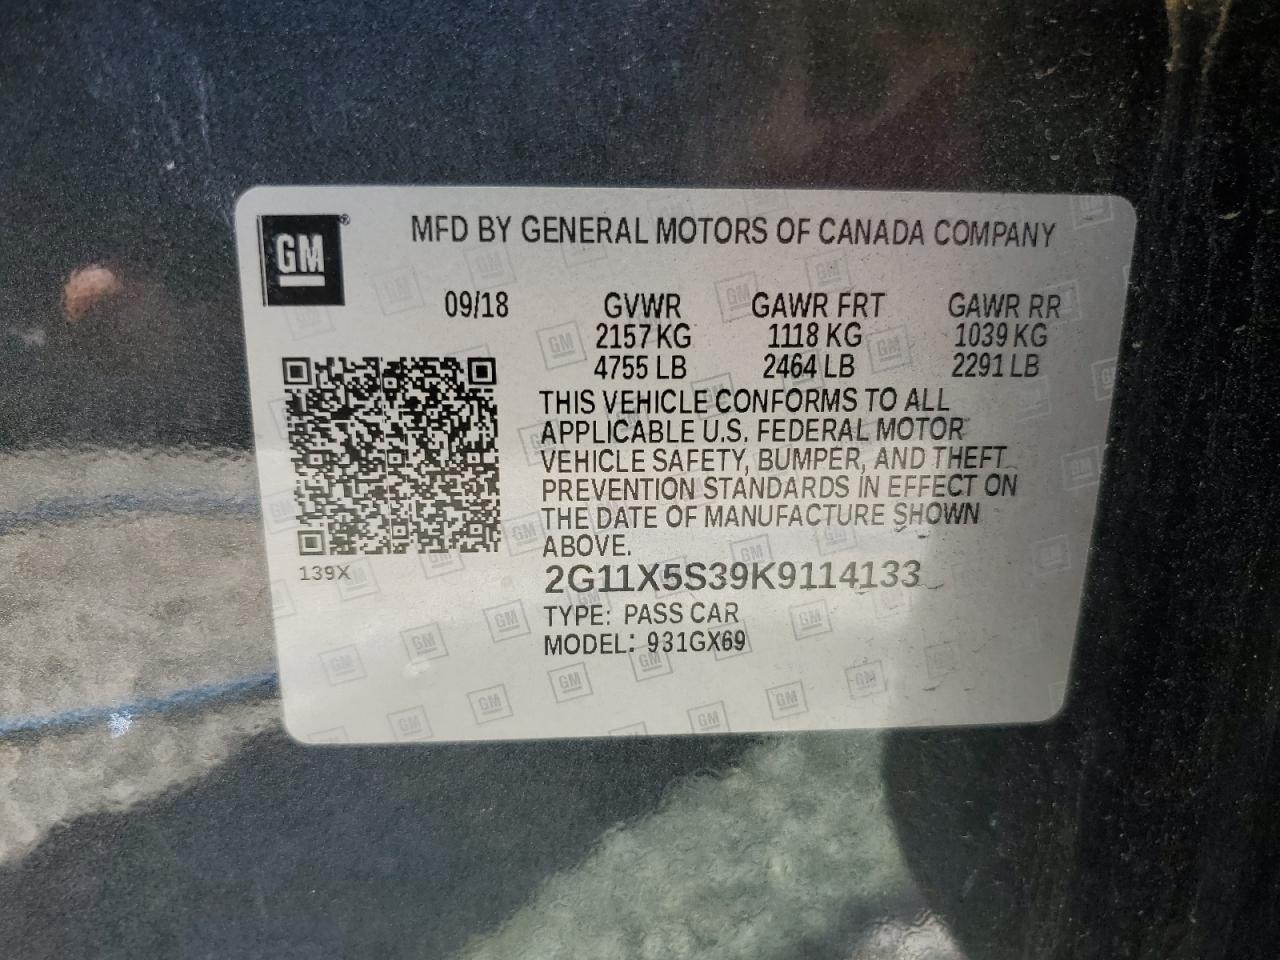 GM®
MFD BY GENERAL MOTORS OF CANADA COMPANY
09/18 GVWR GAWR FRT GAWR RR
2157 KG 1118 KG 1039 KG
4755 LB 2464 LB 2291 LB
THIS VEHICLE CONFORMS TO ALL
APPLICABLE U.S. FEDERAL MOTOR
VEHICLE SAFETY, BUMPER, AND THEFT
PREVENTION STANDARDS IN EFFECT ON
THE DATE OF MANUFACTURE SHOWN
ABOVE.
139X
2G11X5S39K9114133
TYPE: PASS CAR
MODEL: 931GX69